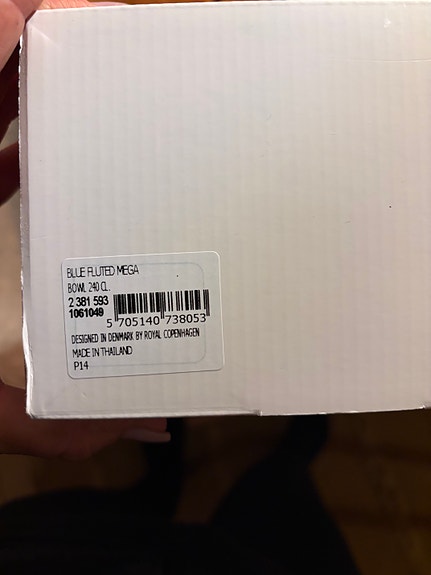 BLUE FLUTED MEGA
BOWL 240 CL.
2 381 593
1061049
5 705140 738053
DESIGNED IN DENMARK BY ROYAL COPENHAGEN
MADE IN THAILAND
P14